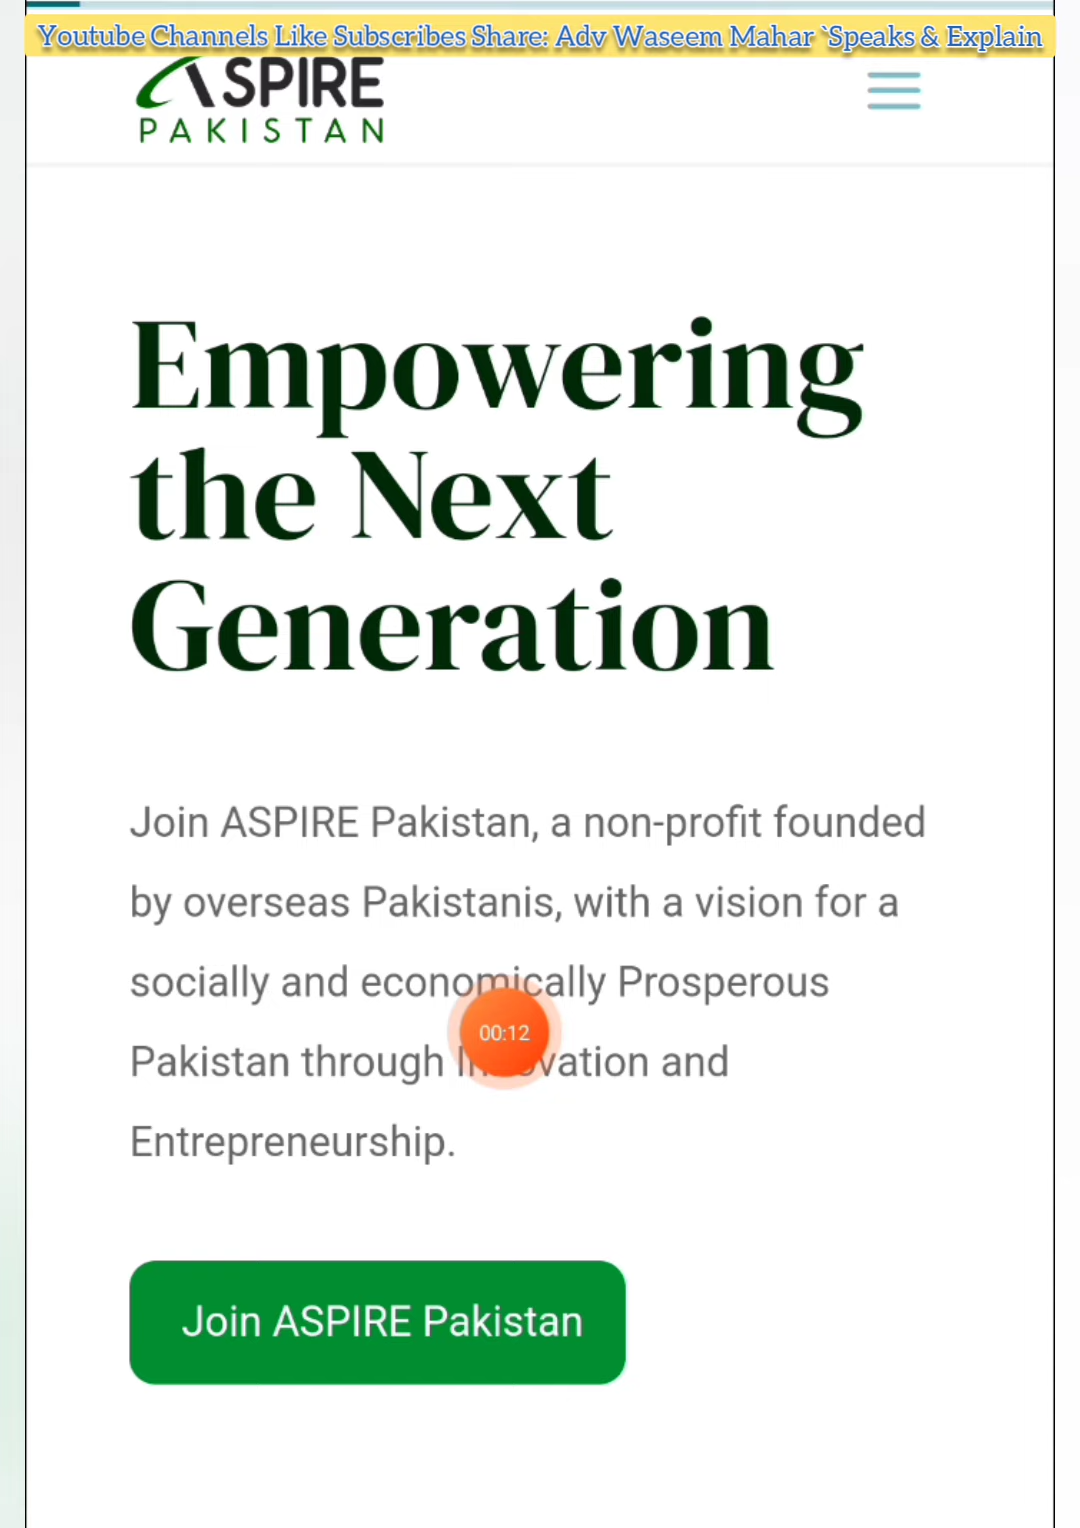 Youtube Channels Like Subscribes Share: Adv Waseem Mahar `Speaks & Explain
ASPIRE
PAKISTAN
Empowering
the Next
Generation
Join ASPIRE Pakistan, a non-profit founded
by overseas Pakistanis, with a vision for a
socially and economically Prosperous
00:12
Pakistan through and
Entrepreneurship.
Join ASPIRE Pakistan